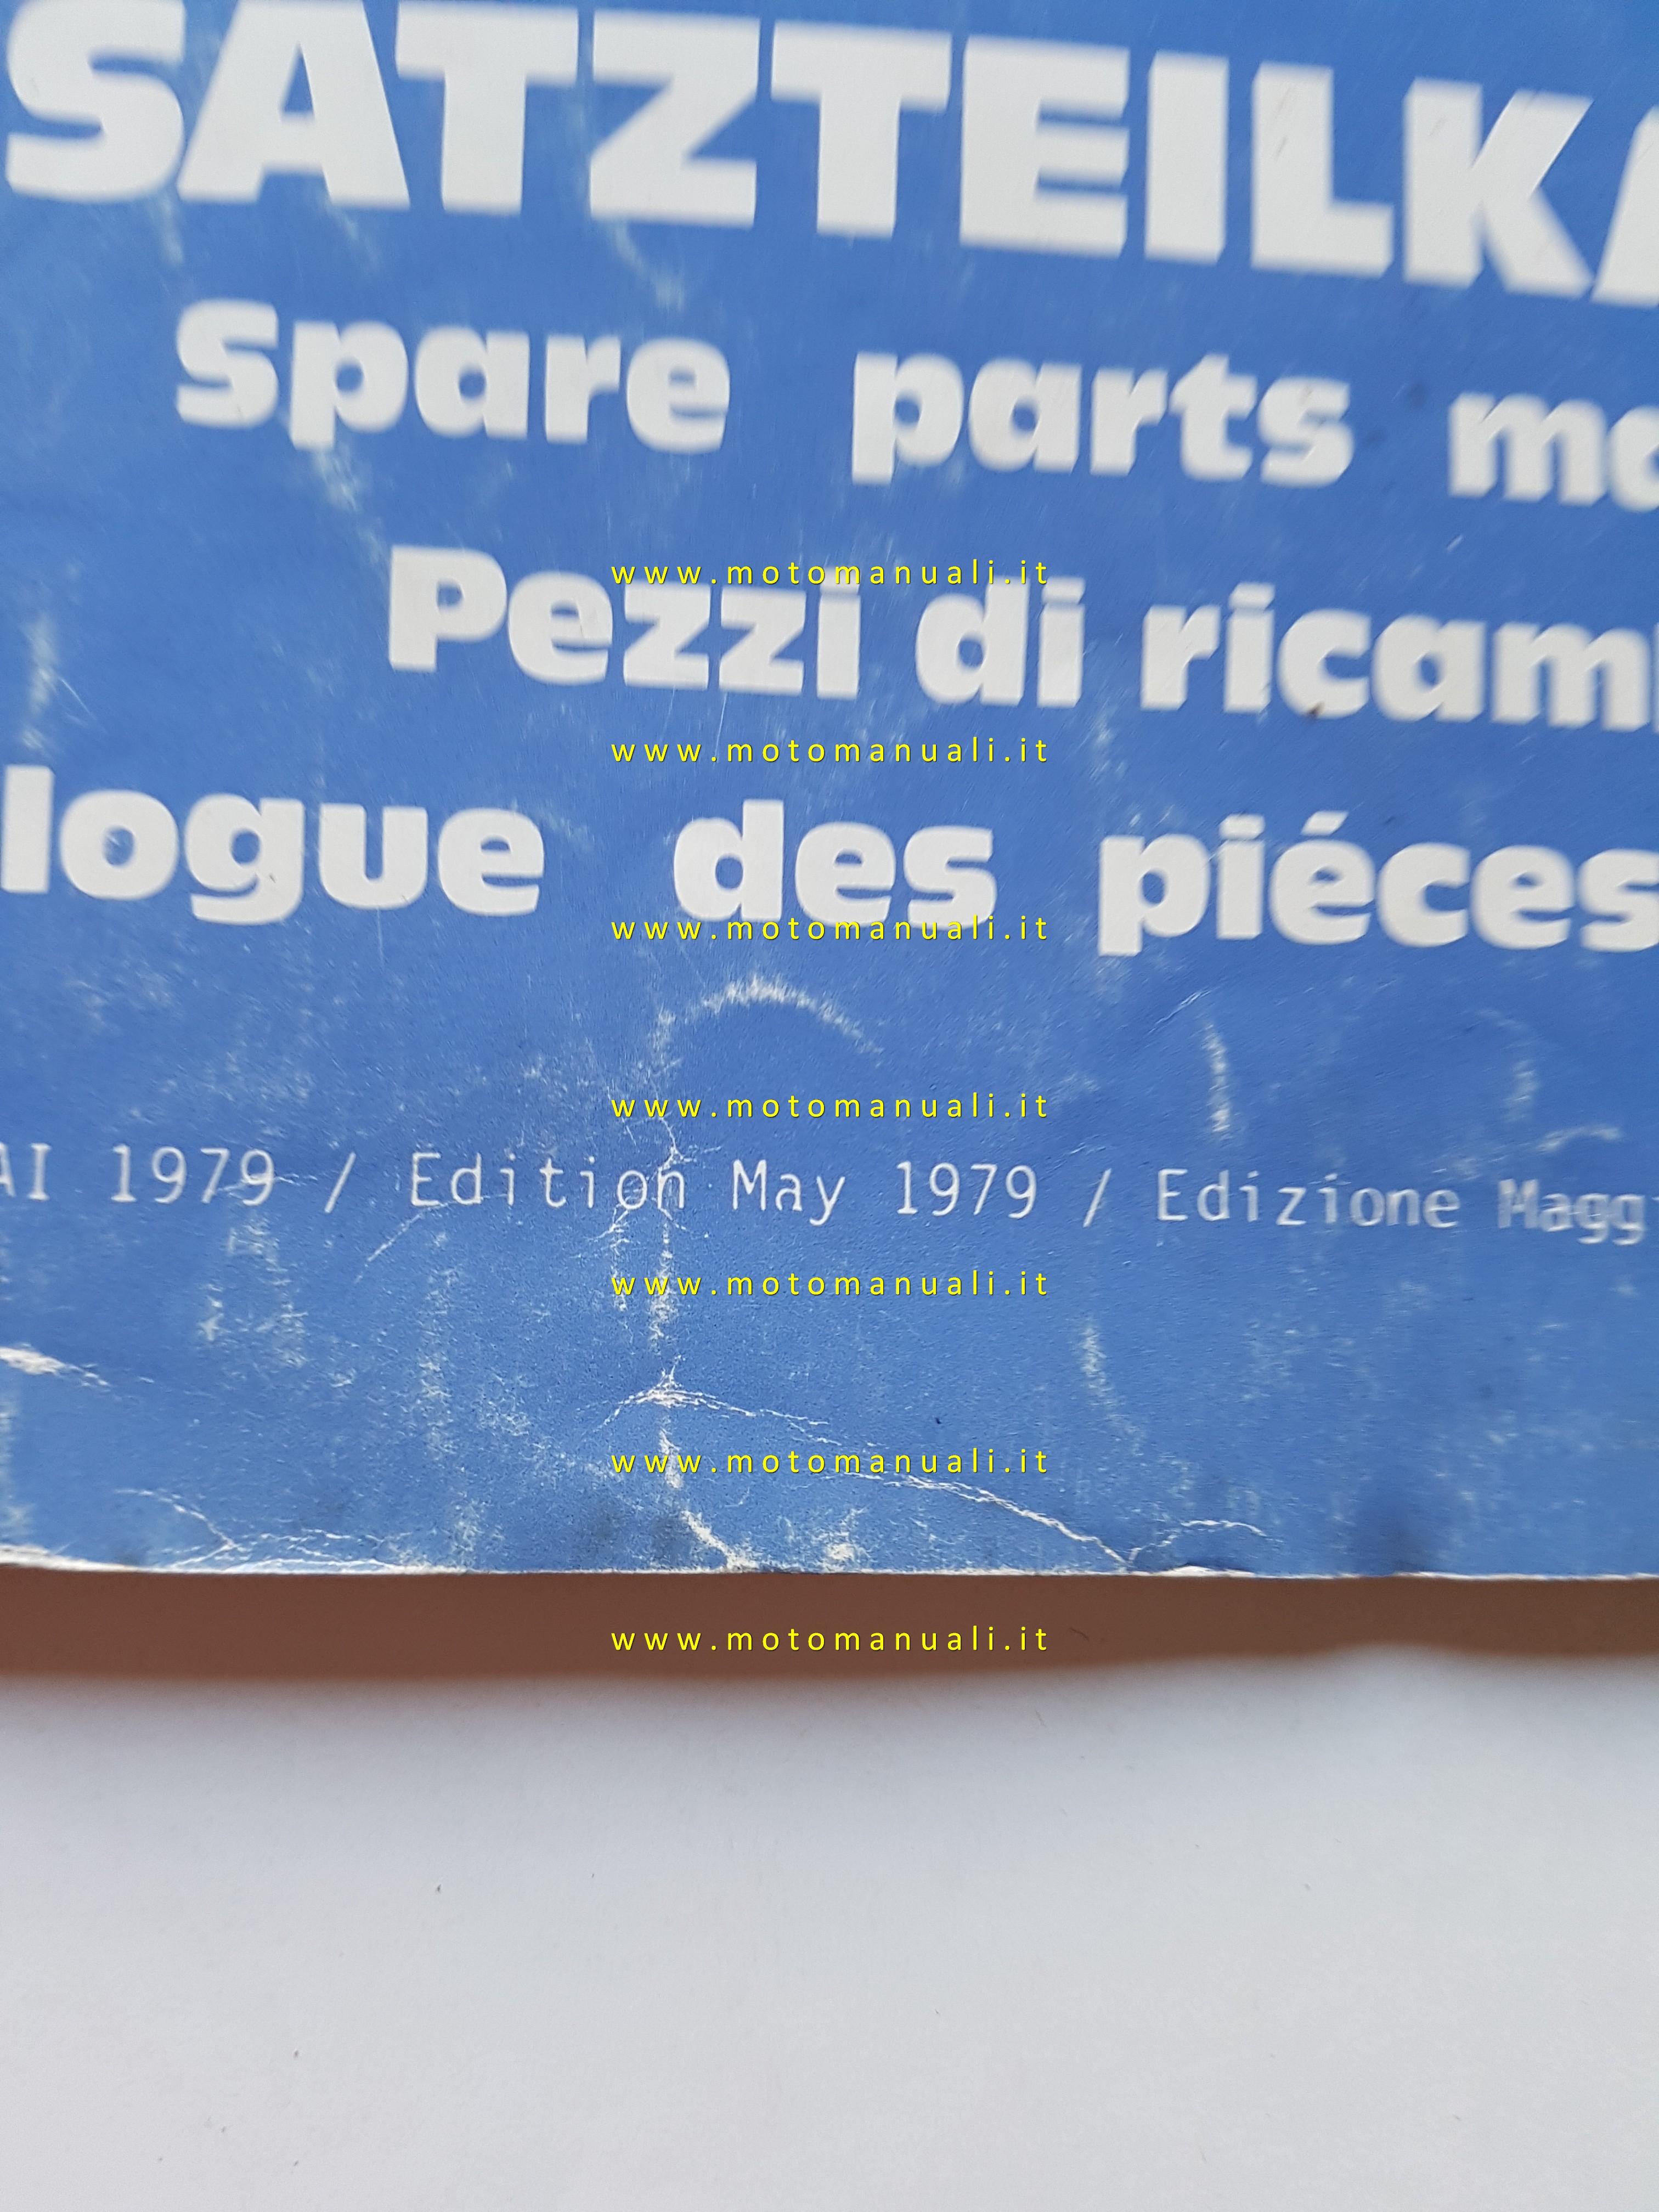 SATZTEILKA
spare parts ma
Pezzi di ricam
www.motomanuali.it
www.motomanuali.it
logue des piéces
www.motomanuali.it
www.motomanuali.it
AI 1979 / Edition May 1979 / Edizione Magg
www.motomanuali.it
www.motomanuali.it
www.motomanuali.it